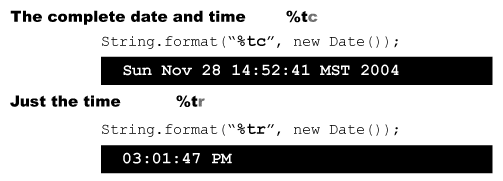 The complete date and time %tc
String.format(“%tc”, new Date());
Sun Nov 28 14:52:41 MST 2004
Just the time %tr
String.format(“%tr”, new Date());
03:01:47 PM